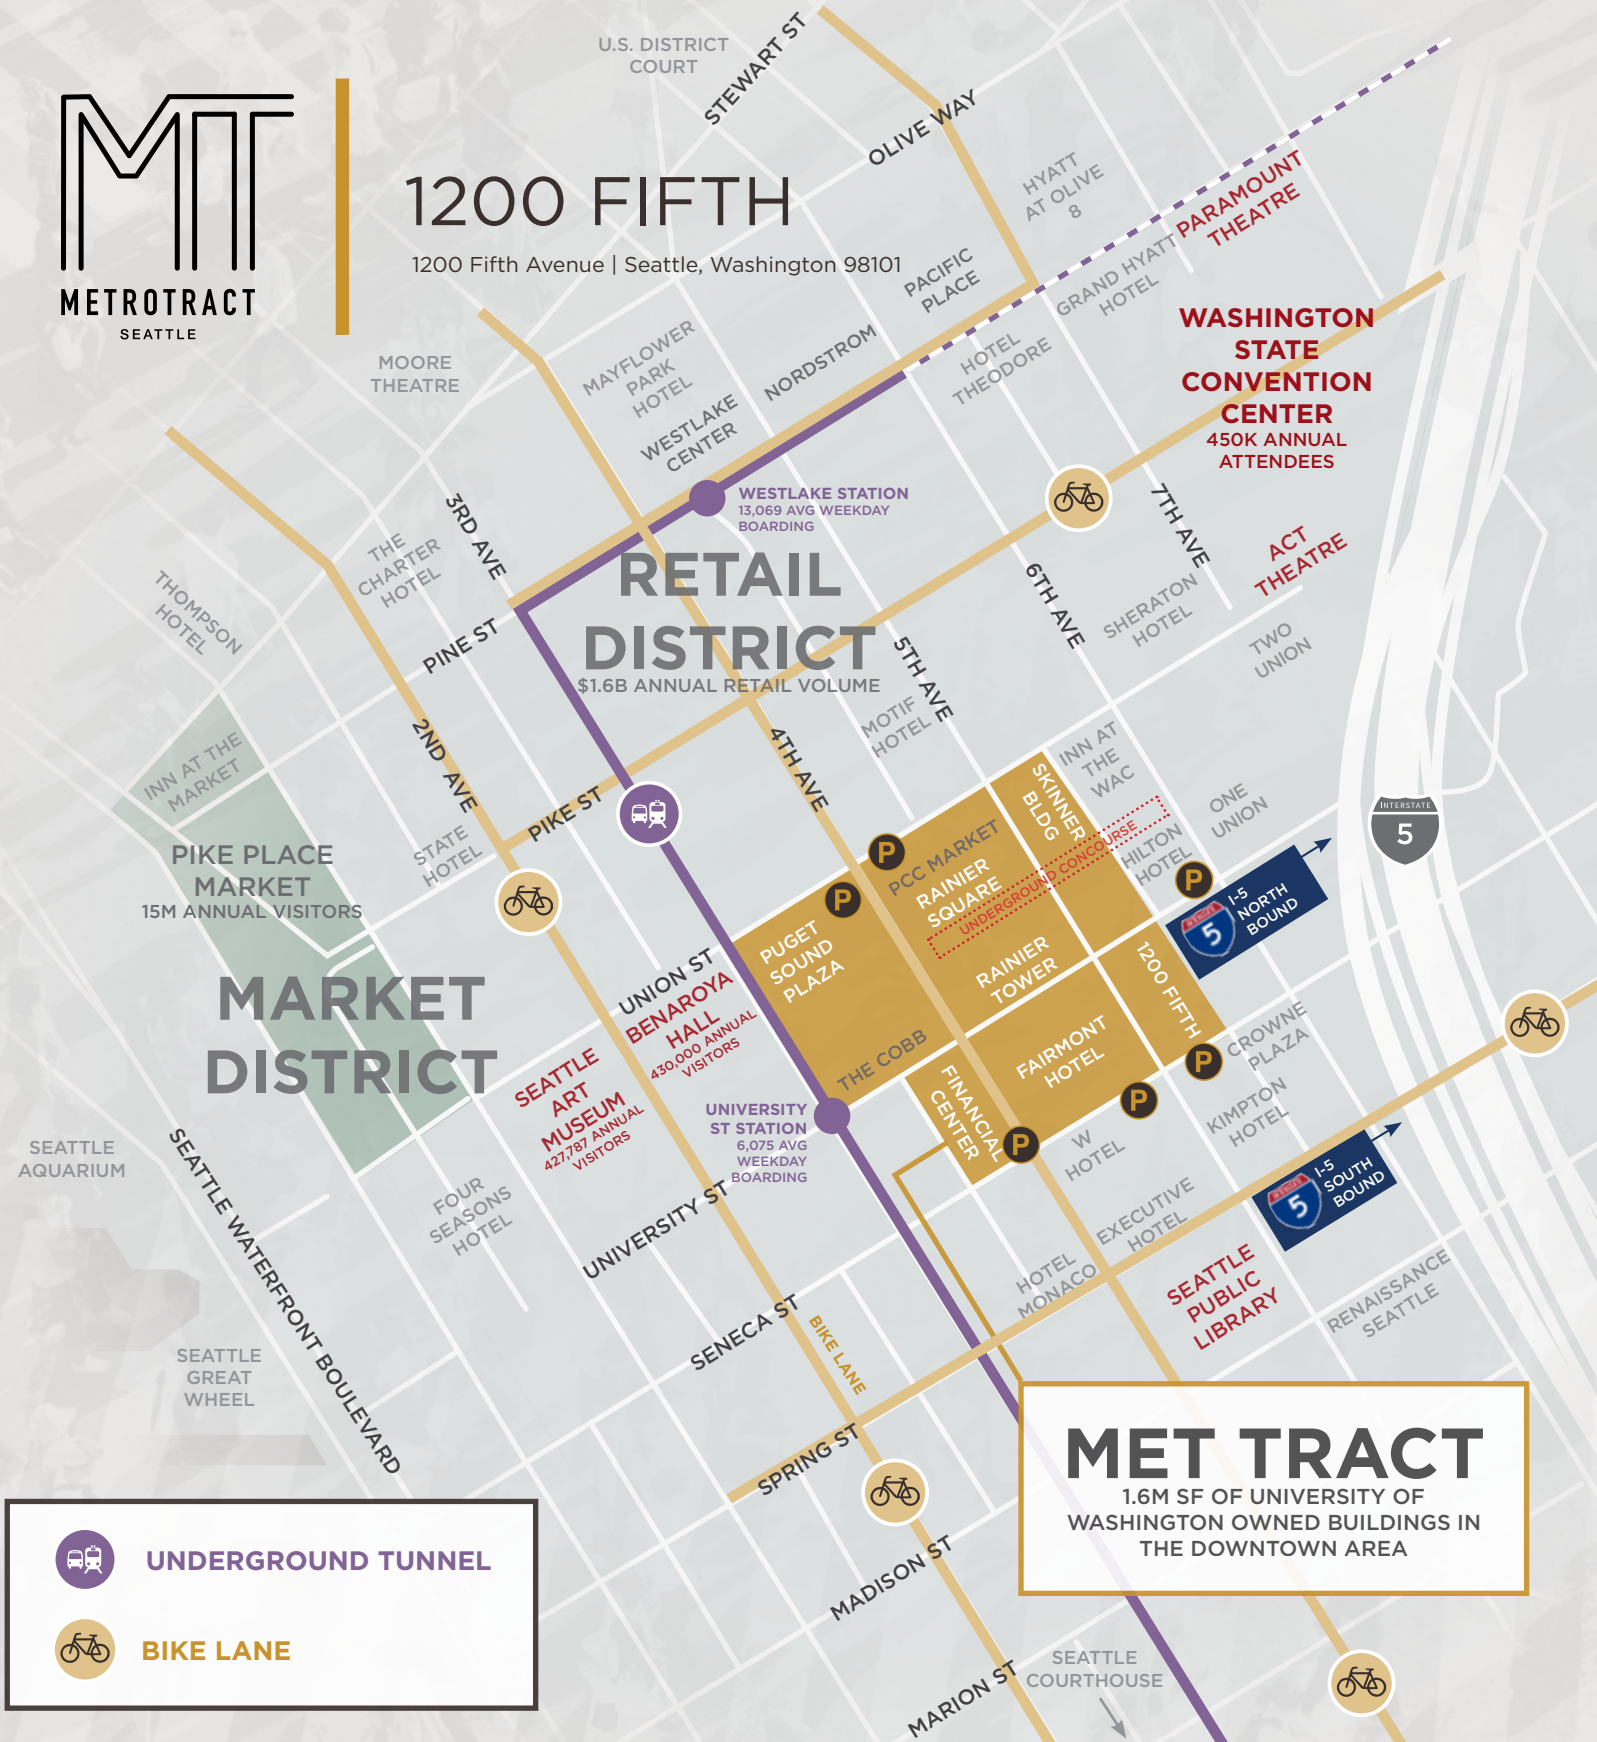 U.S. DISTRICT
COURT
STEWART ST
OLIVE WAY
METROTRACT
SEATTLE
1200 FIFTH
1200 Fifth Avenue | Seattle, Washington 98101
HYATT
AT OLIVE
8
PARAMOUNT
THEATRE
GRAND HYATT
HOTEL
PACIFIC
PLACE
NORDSTROM
HOTEL
THEODORE
WASHINGTON
STATE
CONVENTION
CENTER
450K ANNUAL
ATTENDEES
MOORE
THEATRE
MAYFLOWER
PARK
HOTEL
WESTLAKE
CENTER
WESTLAKE STATION
13,069 AVG WEEKDAY
BOARDING
3RD AVE
THE
CHARTER
HOTEL
THOMPSON
HOTEL
PINE ST
RETAIL
DISTRICT
$1.6B ANNUAL RETAIL VOLUME
7TH AVE
6TH AVE
5TH AVE
ACT
THEATRE
SHERATON
HOTEL
TWO
UNION
MOTIF
HOTEL
2ND AVE
4TH AVE
INN AT THE
MARKET
PIKE ST
STATE
HOTEL
PIKE PLACE
MARKET
15M ANNUAL VISITORS
MARKET
DISTRICT
INN AT
THE
WAC
SKINNER
BLDG
ONE
UNION
HILTON
HOTEL
INTERSTATE
5
P
P
P
PCC MARKET
RAINIER
SQUARE
UNDERGROUND CONCOURSE
PUGET
SOUND
PLAZA
RAINIER
TOWER
1200 FIFTH
INTERSTATE
5
I-5
NORTH
BOUND
UNION ST
BENAROYA
HALL
430,000 ANNUAL
VISITORS
SEATTLE
ART
MUSEUM
427,787 ANNUAL
VISITORS
THE COBB
FAIRMONT
HOTEL
FINANCIAL
CENTER
P
P
P
CROWNE
PLAZA
KIMPTON
HOTEL
W
HOTEL
UNIVERSITY
ST STATION
6,075 AVG
WEEKDAY
BOARDING
INTERSTATE
5
I-5
SOUTH
BOUND
SEATTLE
AQUARIUM
SEATTLE WATERFRONT BOULEVARD
FOUR
SEASONS
HOTEL
UNIVERSITY ST
EXECUTIVE
HOTEL
HOTEL
MONACO
SEATTLE
PUBLIC
LIBRARY
RENAISSANCE
SEATTLE
SENECA ST
BIKE LANE
SEATTLE
GREAT
WHEEL
SPRING ST
MET TRACT
1.6M SF OF UNIVERSITY OF
WASHINGTON OWNED BUILDINGS IN
THE DOWNTOWN AREA
UNDERGROUND TUNNEL
BIKE LANE
MADISON ST
MARION ST
SEATTLE
COURTHOUSE